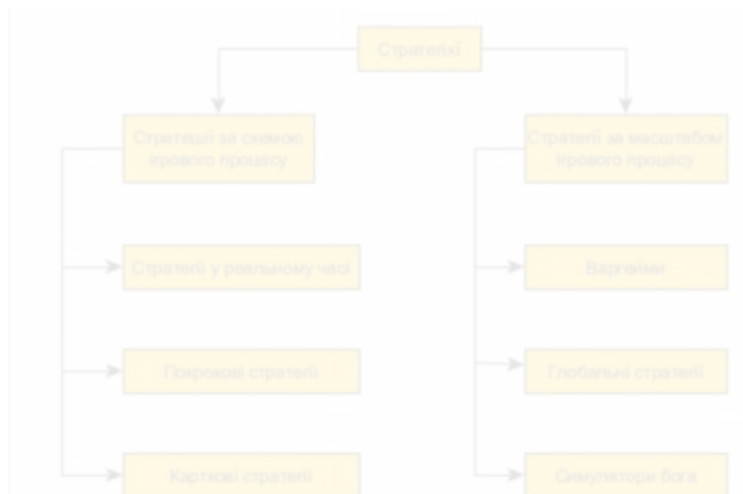 Стратегії
Стратегії за схемою
ігрового процесу
Стратегії за масштабом
ігрового процесу
Стратегії у реальному часі
Варгейми
Покрокові стратегії
Глобальні стратегії
Карткові стратегії
Симулятори бога